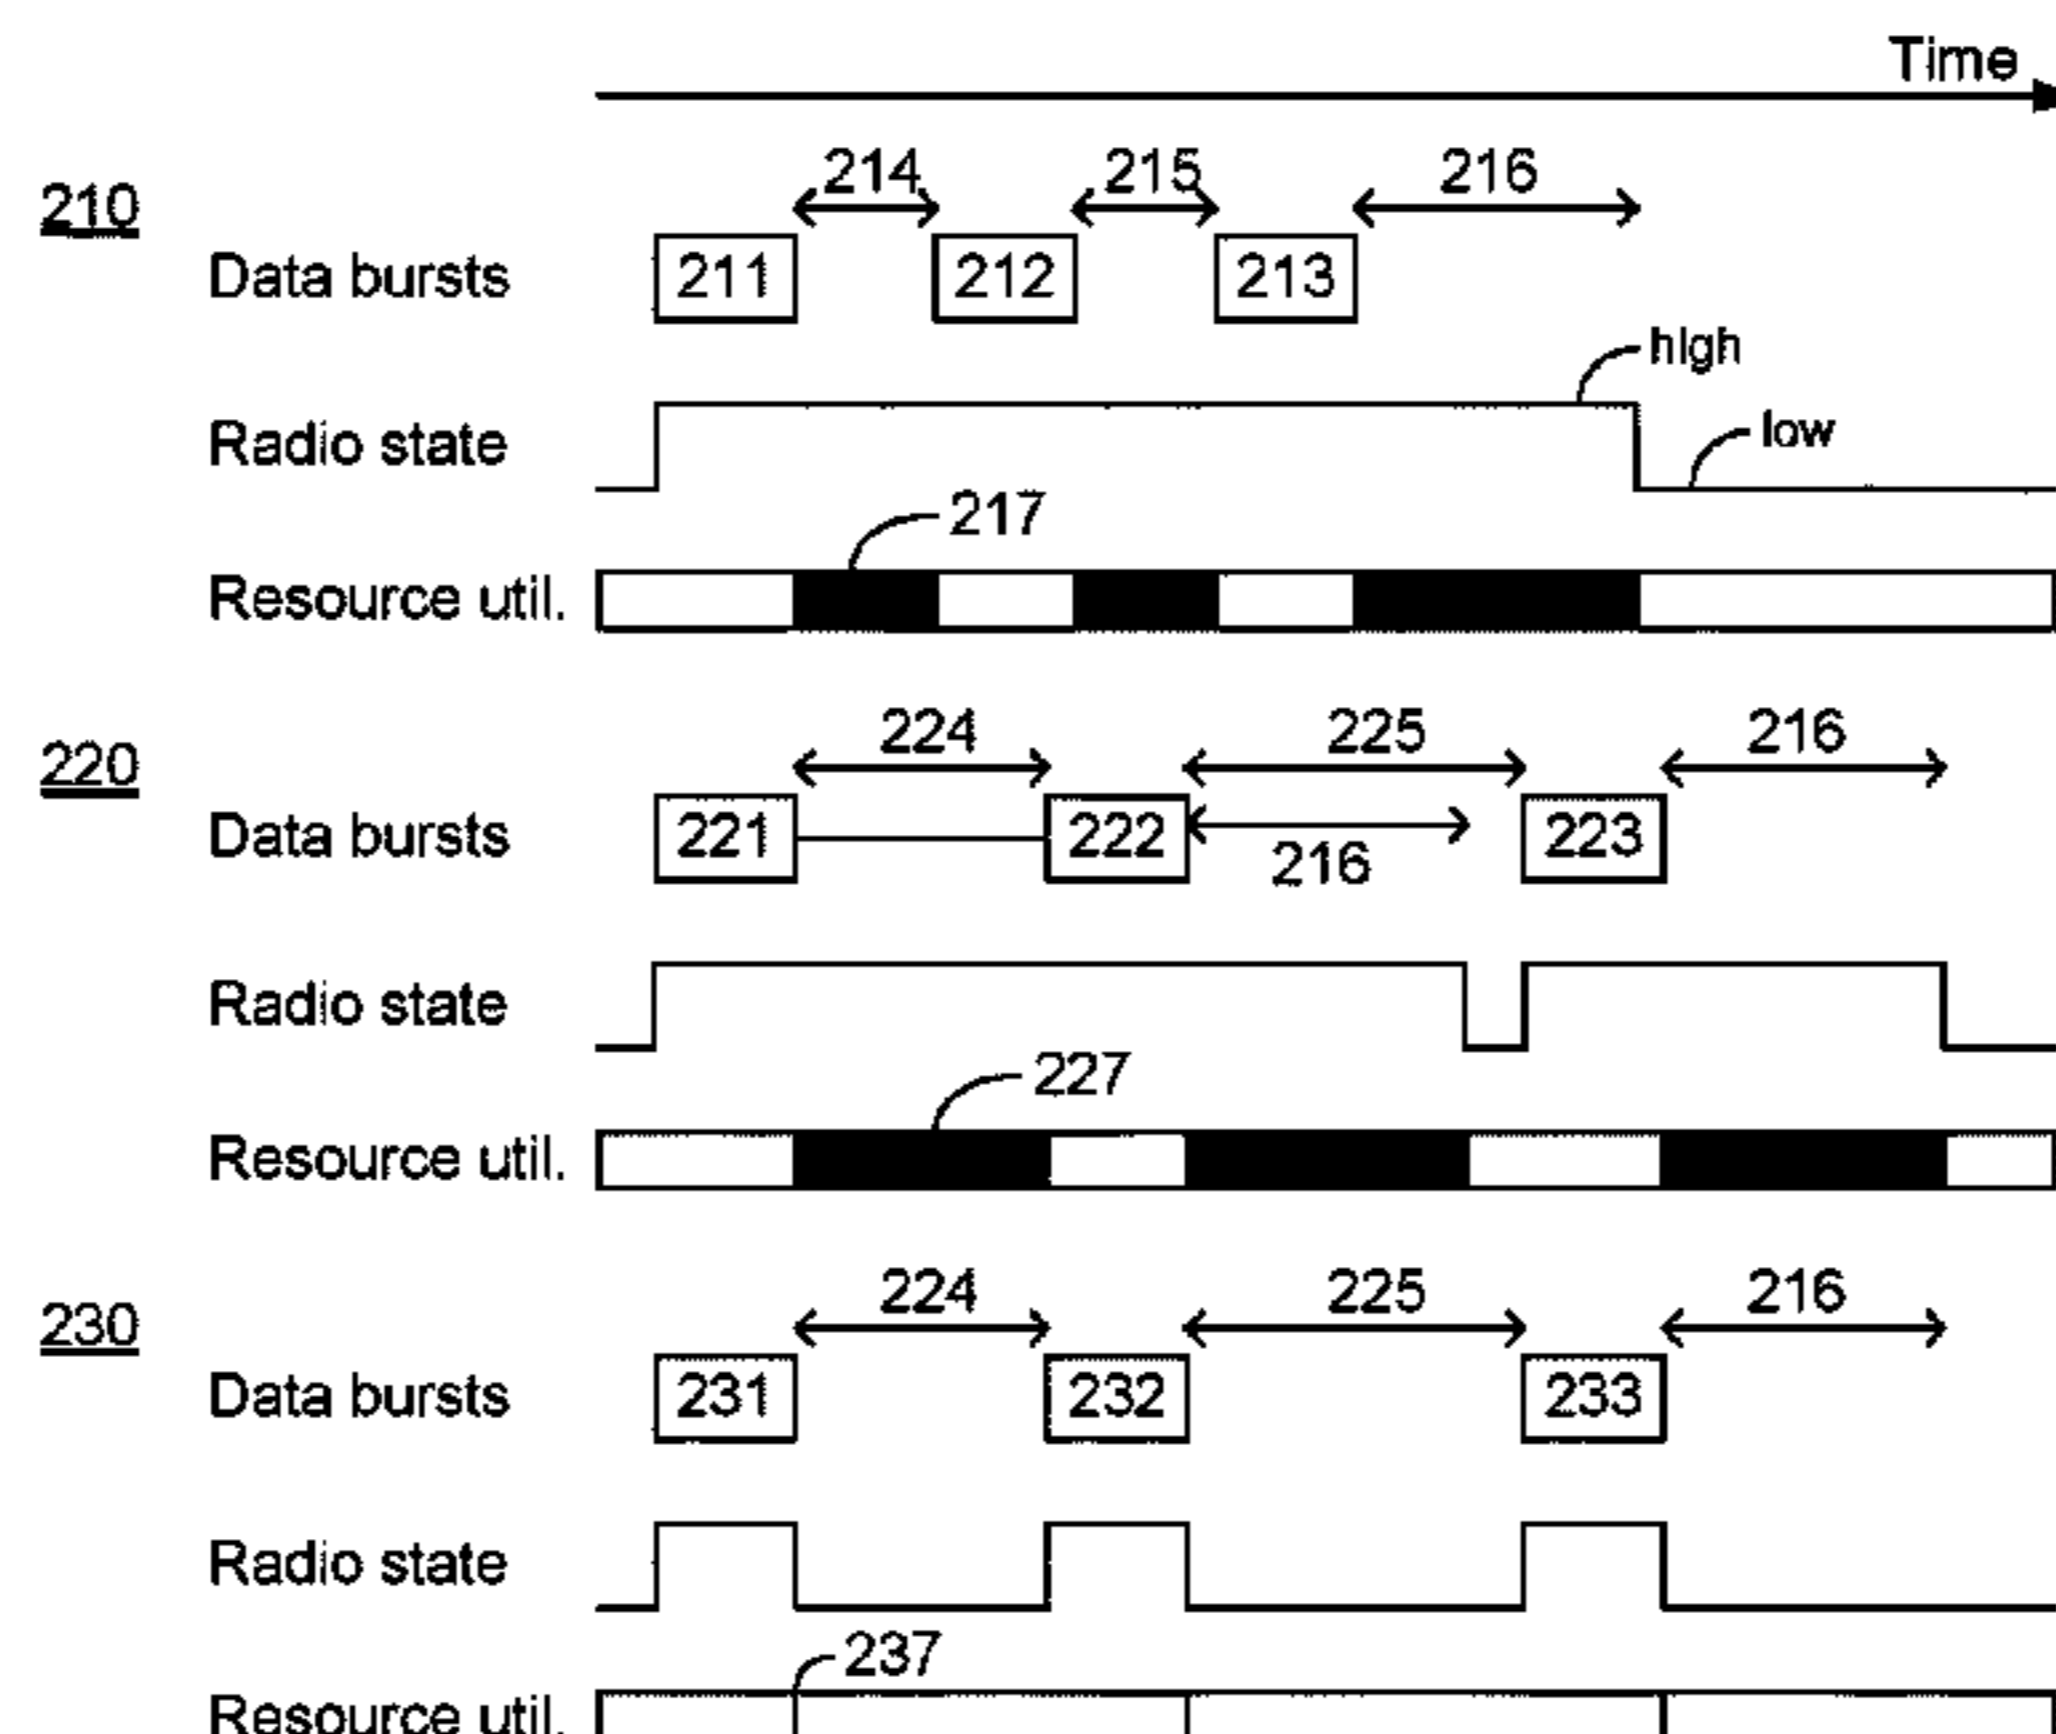 Time
214 215 216
210
Data bursts 211 212 213
high
Radio state low
217
Resource util.
224 225 216
220
Data bursts 221 222 216 223
Radio state
227
Resource util.
224 225 216
230
Data bursts 231 232 233
Radio state
237
Resource util.